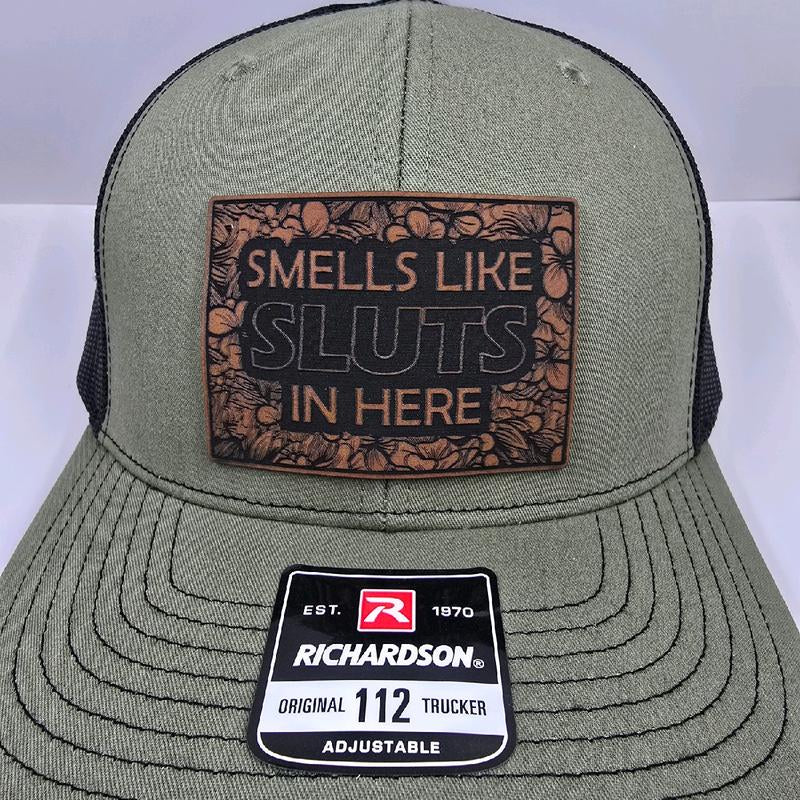 SMELLS LIKE
SLUTS
IN HERE
EST. R 1970
RICHARDSON®
ORIGINAL 112 TRUCKER
ADJUSTABLE